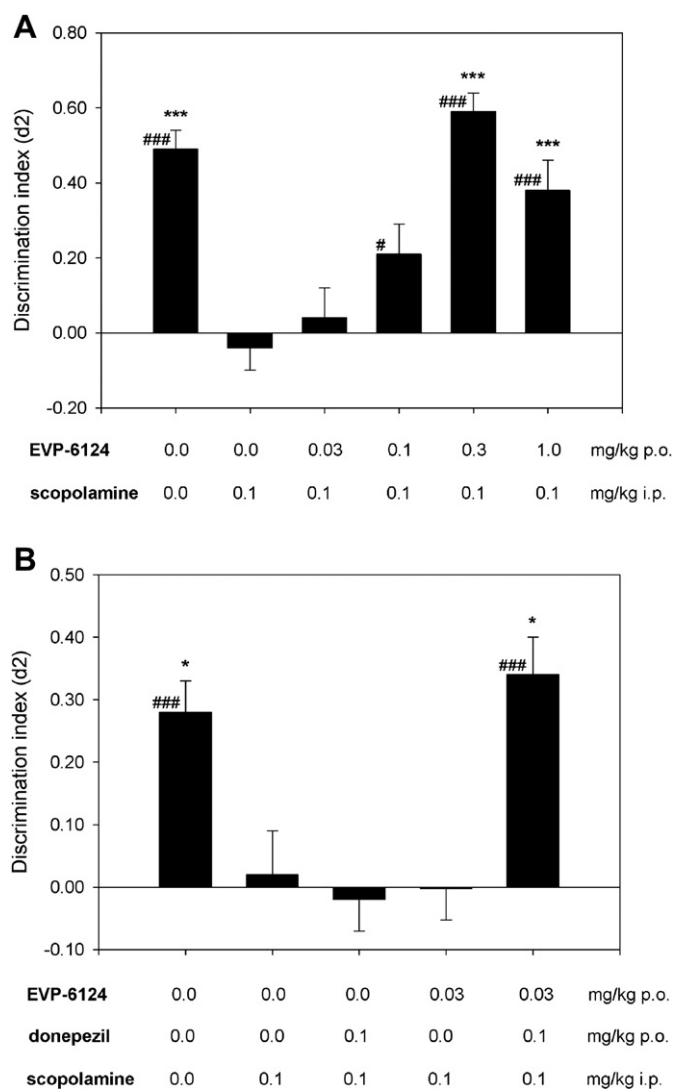 A
0.80
0.60
0.40
0.20
0.00
-0.20
Discrimination index (d2)
### ***
#
### ***
### ***
EVP-6124 0.0 0.0 0.03 0.1 0.3 1.0 mg/kg p.o.
scopolamine 0.0 0.1 0.1 0.1 0.1 0.1 mg/kg i.p.
B
0.50
0.40
0.30
0.20
0.10
0.00
-0.10
Discrimination index (d2)
### *
### *
EVP-6124 0.0 0.0 0.0 0.03 0.03 mg/kg p.o.
donepezil 0.0 0.0 0.1 0.0 0.1 mg/kg p.o.
scopolamine 0.0 0.1 0.1 0.1 0.1 mg/kg i.p.